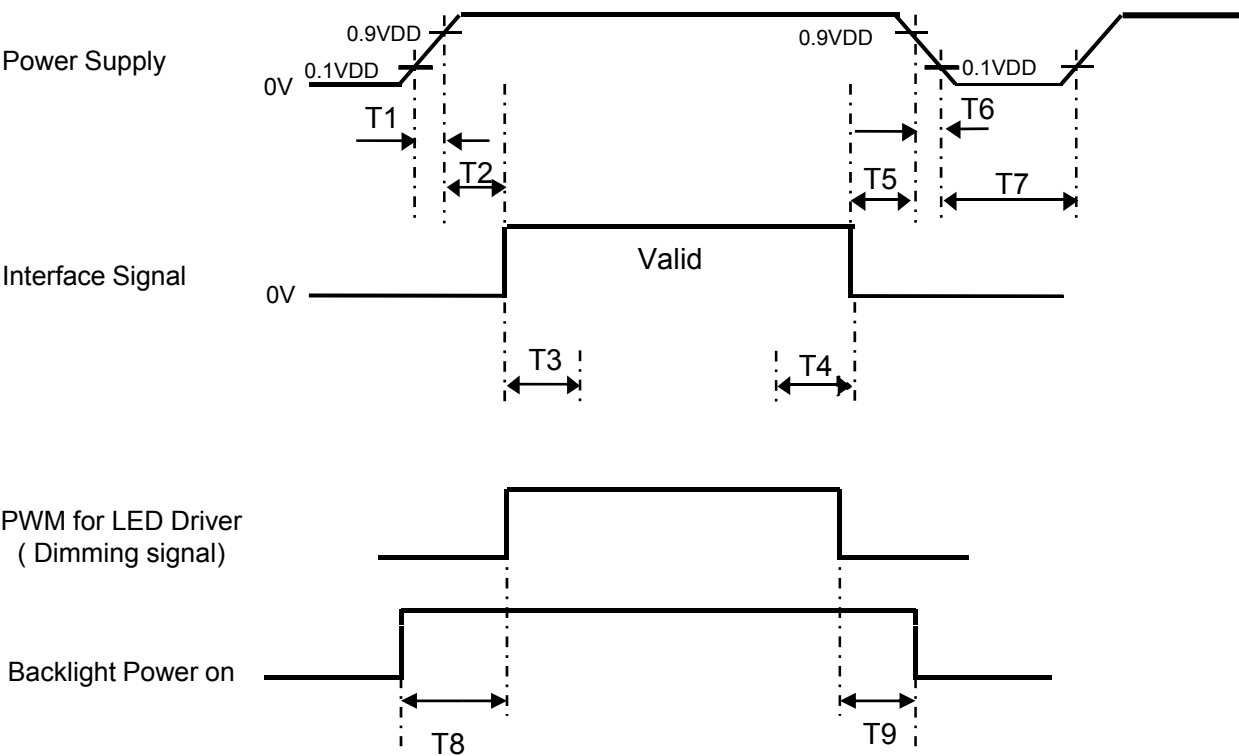 0.9VDD
0.9VDD
Power Supply
0.1VDD
0.1VDD
0V
T1
T6
T2
T5
T7
Valid
Interface Signal
0V
T3
T4
PWM for LED Driver
( Dimming signal)
Backlight Power on
T8
T9